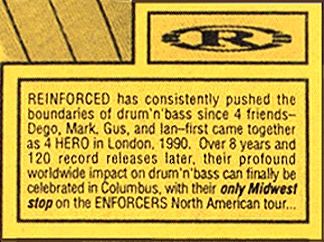 R
REINFORCED has consistently pushed the
boundaries of drum'n'bass since 4 friends–
Dego, Mark, Gus, and Ian–first came together
as 4 HERO in London, 1990. Over 8 years and
120 record releases later, their profound
worldwide impact on drum'n'bass can finally be
celebrated in Columbus, with their only Midwest
stop on the ENFORCERS North American tour...